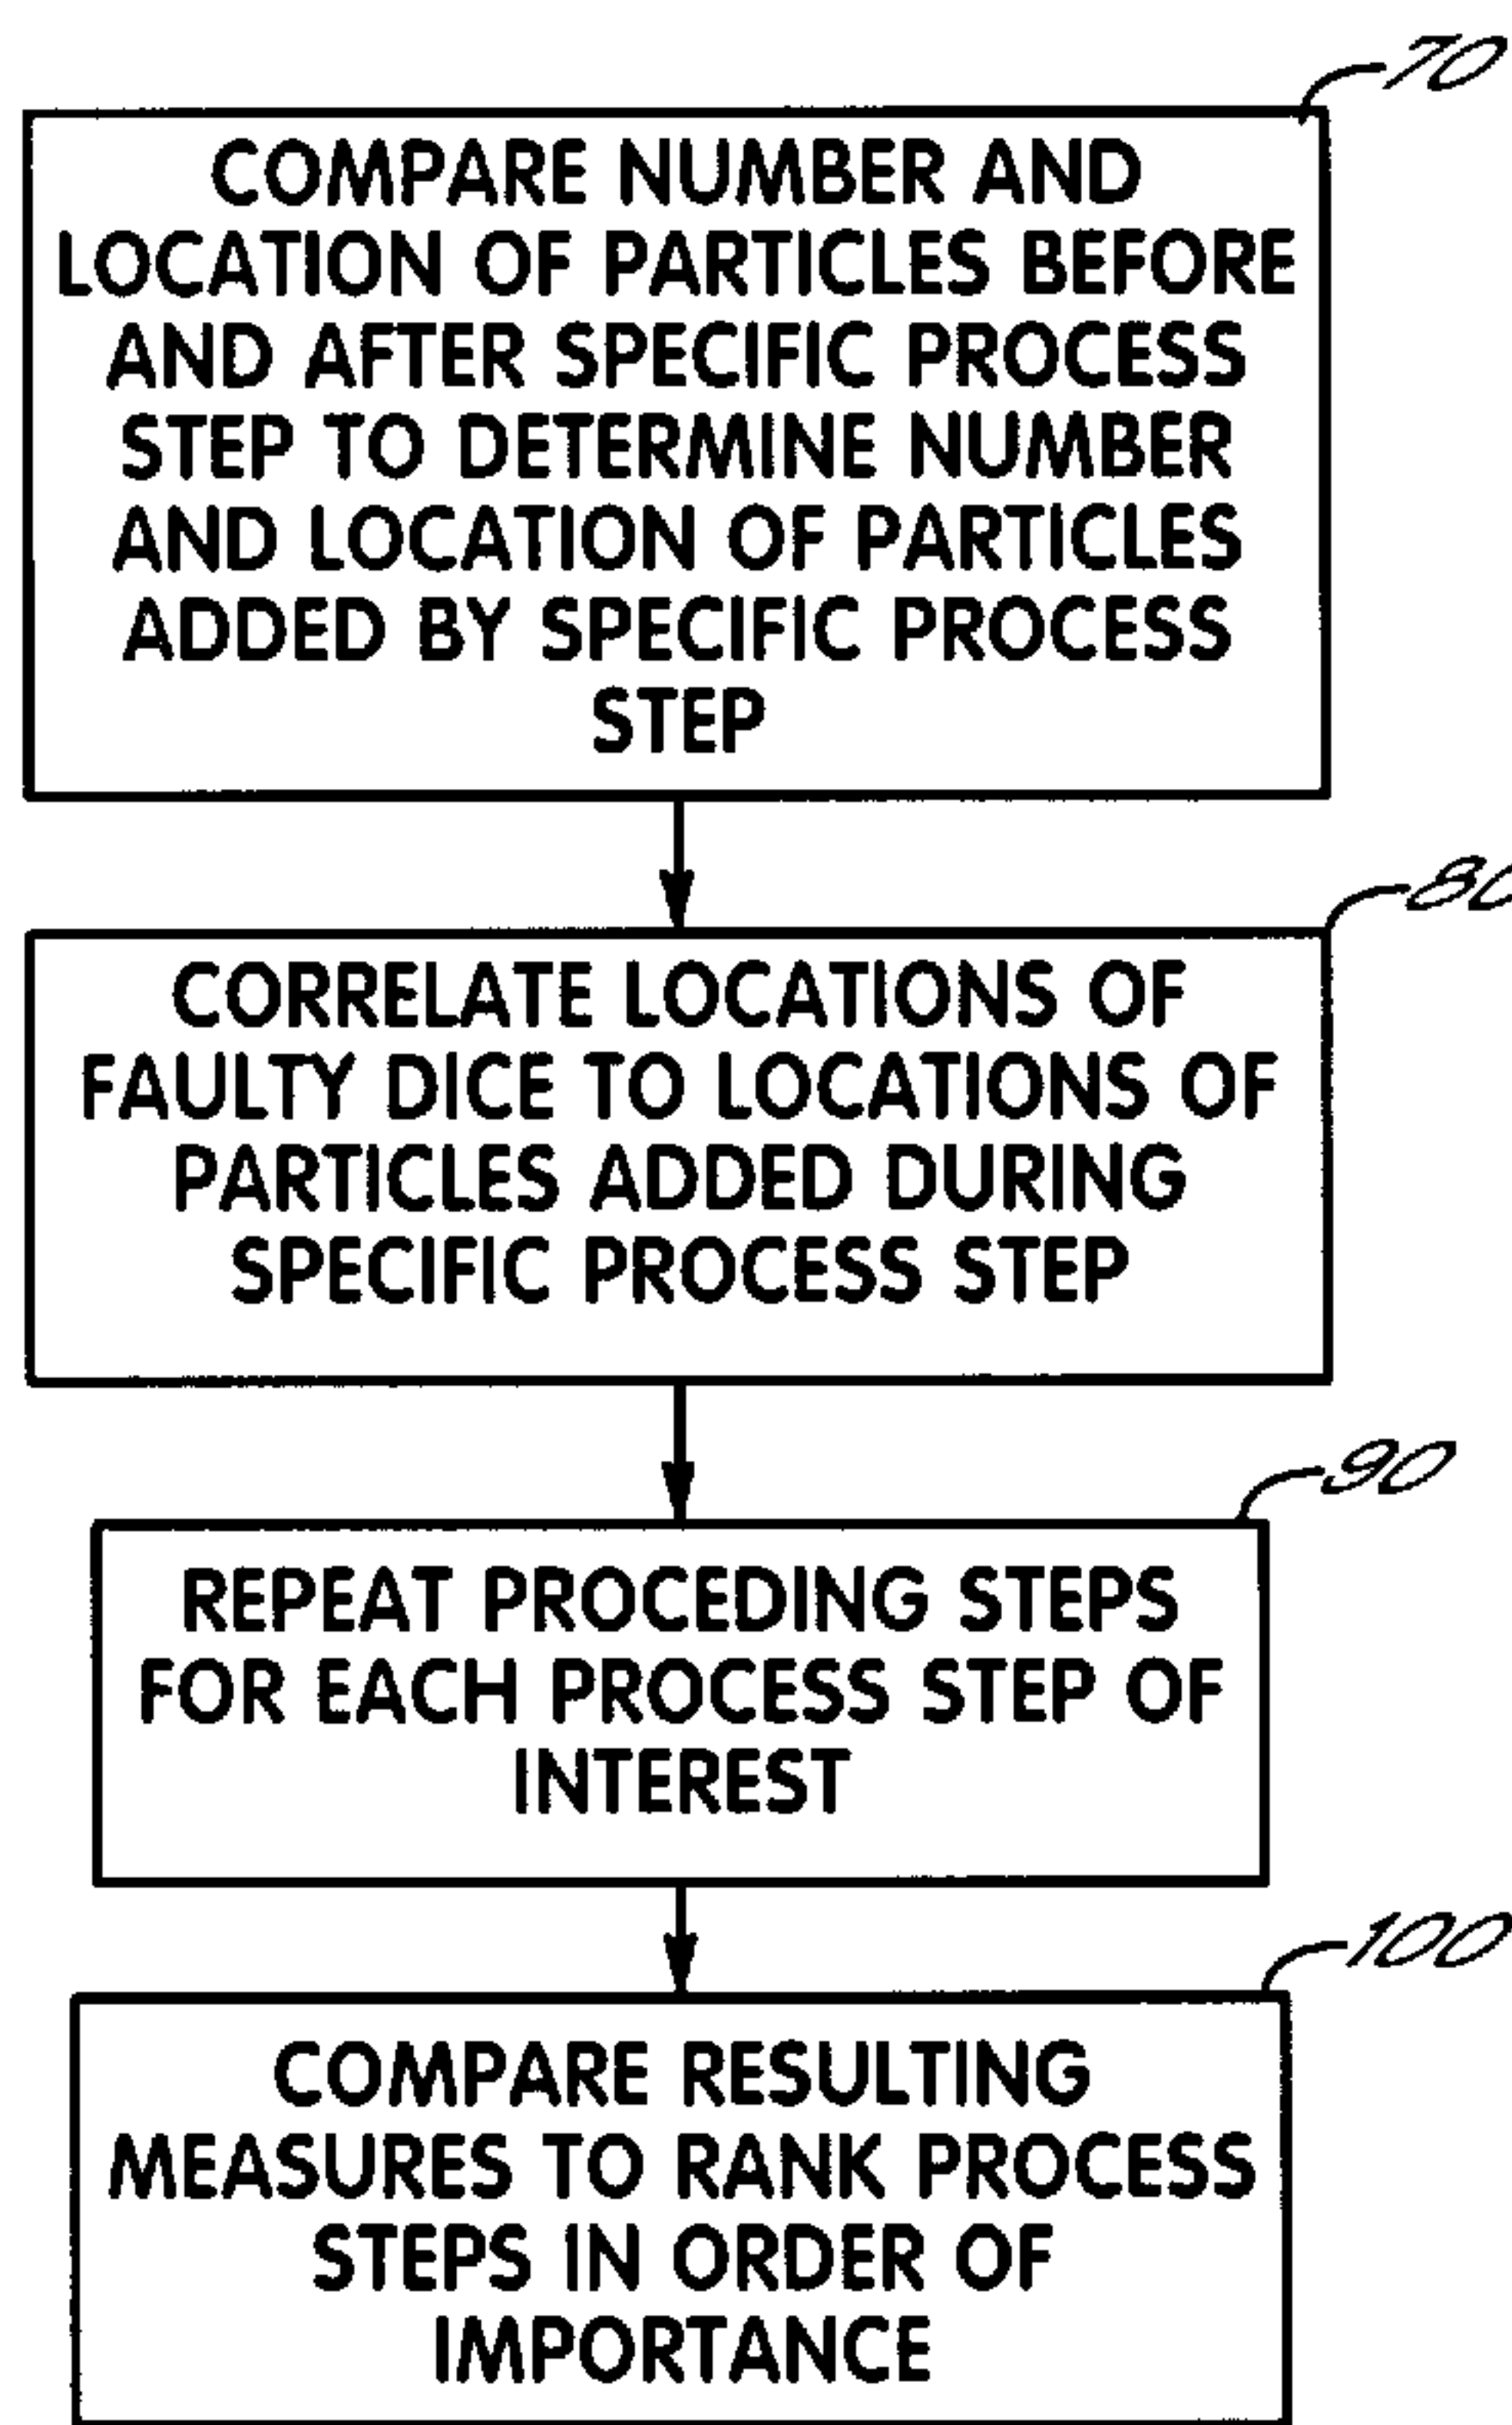 70
COMPARE NUMBER AND
LOCATION OF PARTICLES BEFORE
AND AFTER SPECIFIC PROCESS
STEP TO DETERMINE NUMBER
AND LOCATION OF PARTICLES
ADDED BY SPECIFIC PROCESS
STEP
80
CORRELATE LOCATIONS OF
FAULTY DICE TO LOCATIONS OF
PARTICLES ADDED DURING
SPECIFIC PROCESS STEP
90
REPEAT PROCEDING STEPS
FOR EACH PROCESS STEP OF
INTEREST
100
COMPARE RESULTING
MEASURES TO RANK PROCESS
STEPS IN ORDER OF
IMPORTANCE